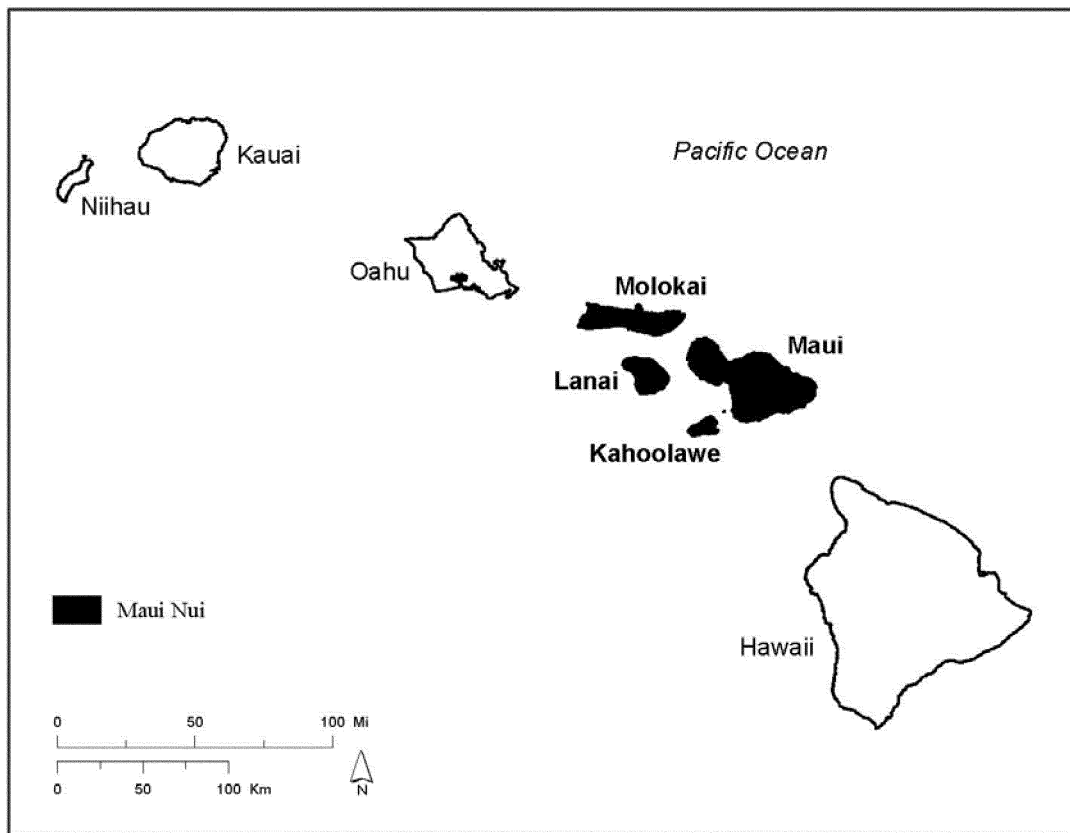 Kauai
Pacific Ocean
Niihau
Oahu
Molokai
Maui
Lanai
Kahoolawe
Maui Nui
Hawaii
0 50 100 Mi
0 50 100 Km
N